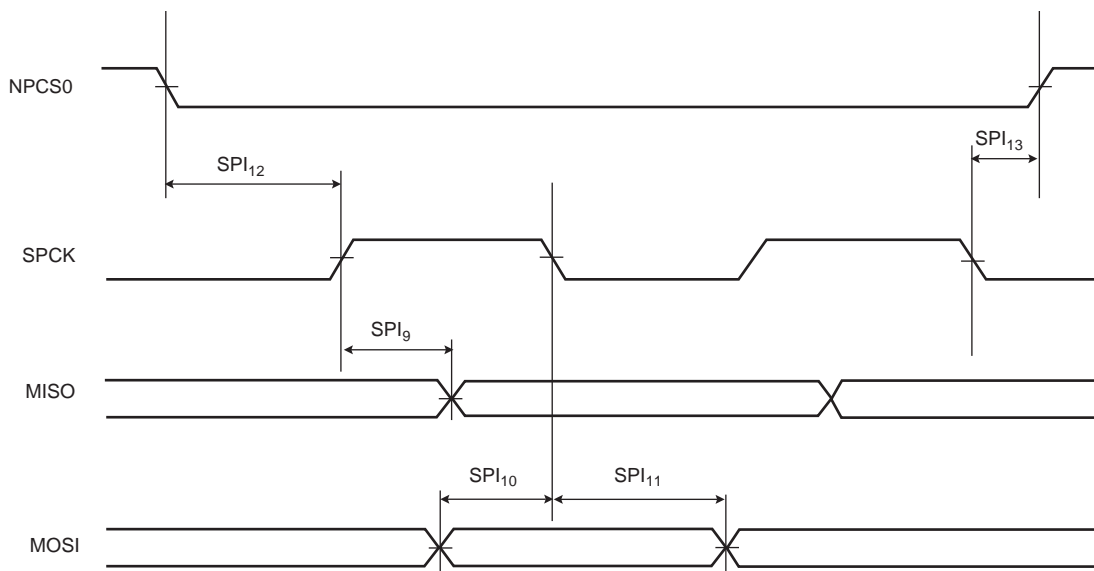 NPCS0
SPI₁₃
SPI₁₂
SPCK
SPI₉
MISO
SPI₁₀
SPI₁₁
MOSI